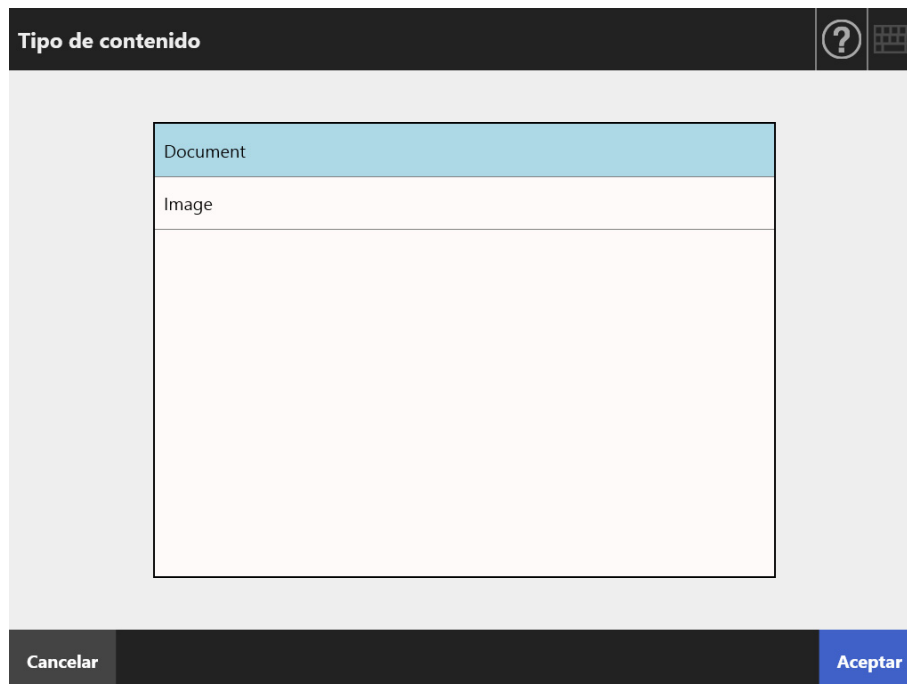 Tipo de contenido
Document
Image
Cancelar
Aceptar